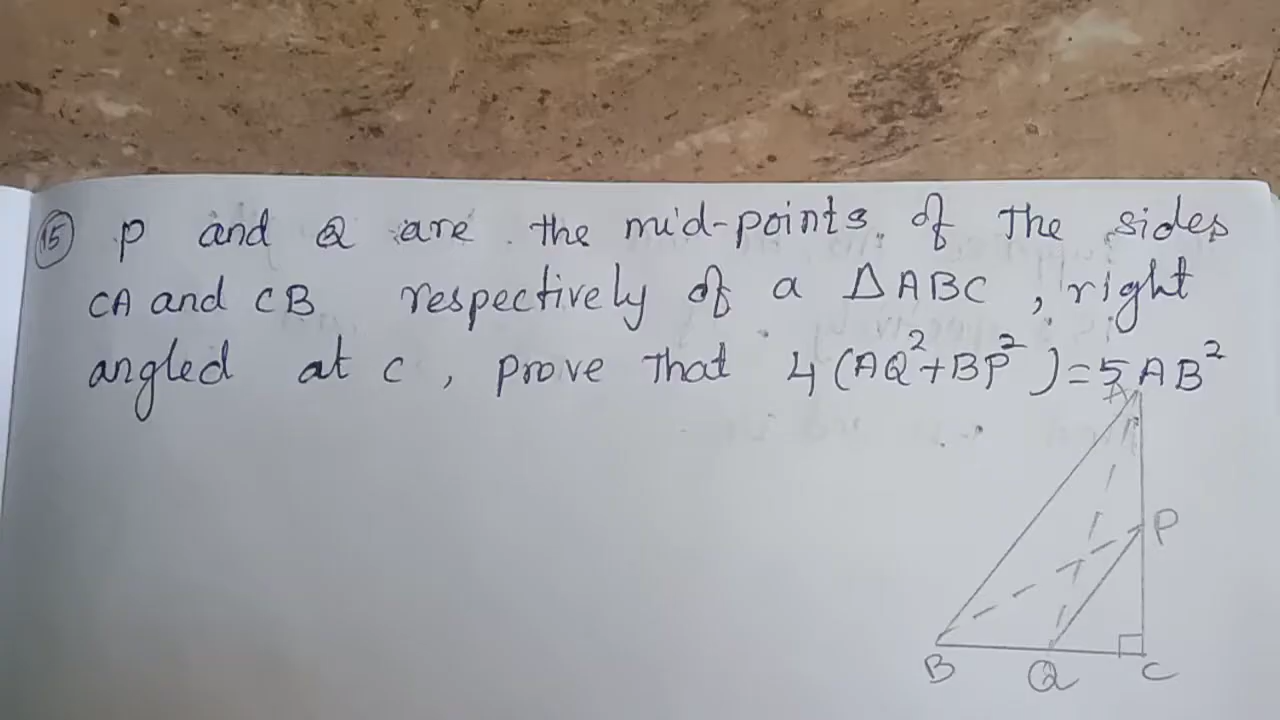 15 P and Q are the mid-points of The sides
CA and CB respectively of a ΔABC , right
angled at C , prove that 4(AQ²+BP²)=5AB²
A
P
B Q C